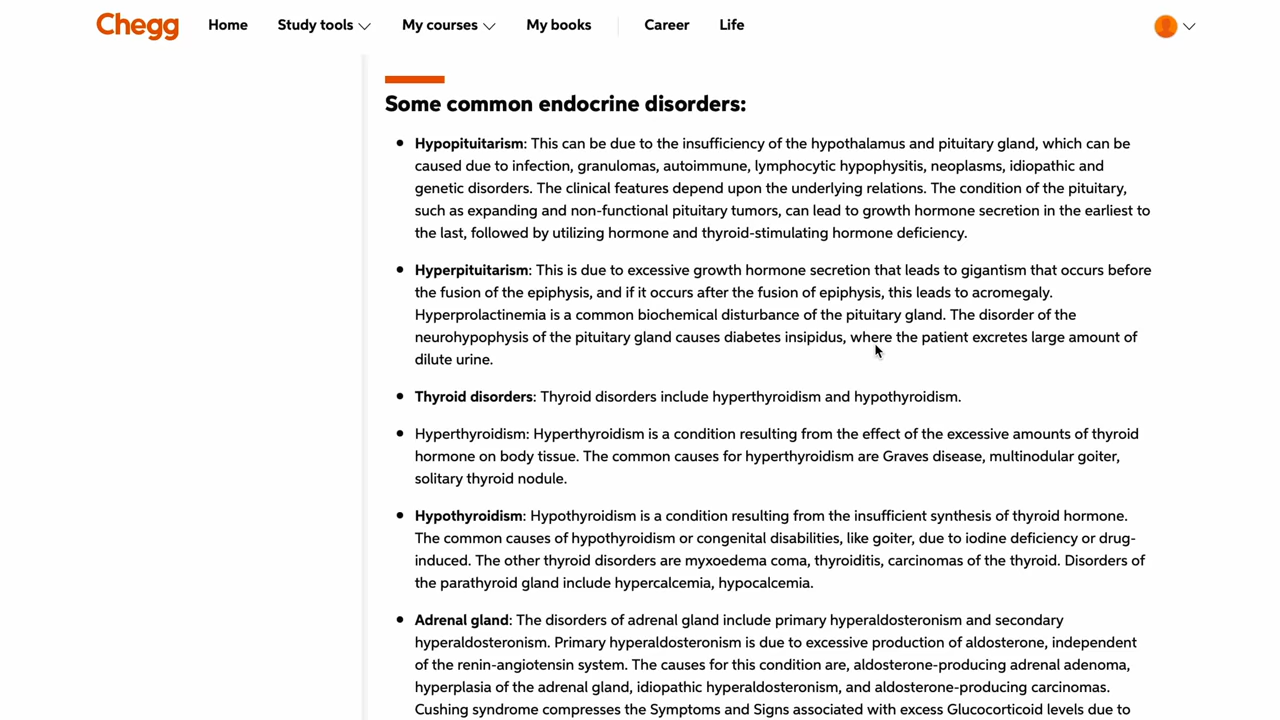 Chegg Home Study tools My courses My books Career Life
Some common endocrine disorders:
Hypopituitarism: This can be due to the insufficiency of the hypothalamus and pituitary gland, which can be
caused due to infection, granulomas, autoimmune, lymphocytic hypophysitis, neoplasms, idiopathic and
genetic disorders. The clinical features depend upon the underlying relations. The condition of the pituitary,
such as expanding and non-functional pituitary tumors, can lead to growth hormone secretion in the earliest to
the last, followed by utilizing hormone and thyroid-stimulating hormone deficiency.
Hyperpituitarism: This is due to excessive growth hormone secretion that leads to gigantism that occurs before
the fusion of the epiphysis, and if it occurs after the fusion of epiphysis, this leads to acromegaly.
Hyperprolactinemia is a common biochemical disturbance of the pituitary gland. The disorder of the
neurohypophysis of the pituitary gland causes diabetes insipidus, where the patient excretes large amount of
dilute urine.
Thyroid disorders: Thyroid disorders include hyperthyroidism and hypothyroidism.
Hyperthyroidism: Hyperthyroidism is a condition resulting from the effect of the excessive amounts of thyroid
hormone on body tissue. The common causes for hyperthyroidism are Graves disease, multinodular goiter,
solitary thyroid nodule.
Hypothyroidism: Hypothyroidism is a condition resulting from the insufficient synthesis of thyroid hormone.
The common causes of hypothyroidism or congenital disabilities, like goiter, due to iodine deficiency or drug-
induced. The other thyroid disorders are myxoedema coma, thyroiditis, carcinomas of the thyroid. Disorders of
the parathyroid gland include hypercalcemia, hypocalcemia.
Adrenal gland: The disorders of adrenal gland include primary hyperaldosteronism and secondary
hyperaldosteronism. Primary hyperaldosteronism is due to excessive production of aldosterone, independent
of the renin-angiotensin system. The causes for this condition are, aldosterone-producing adrenal adenoma,
hyperplasia of the adrenal gland, idiopathic hyperaldosteronism, and aldosterone-producing carcinomas.
Cushing syndrome compresses the Symptoms and Signs associated with excess Glucocorticoid levels due to